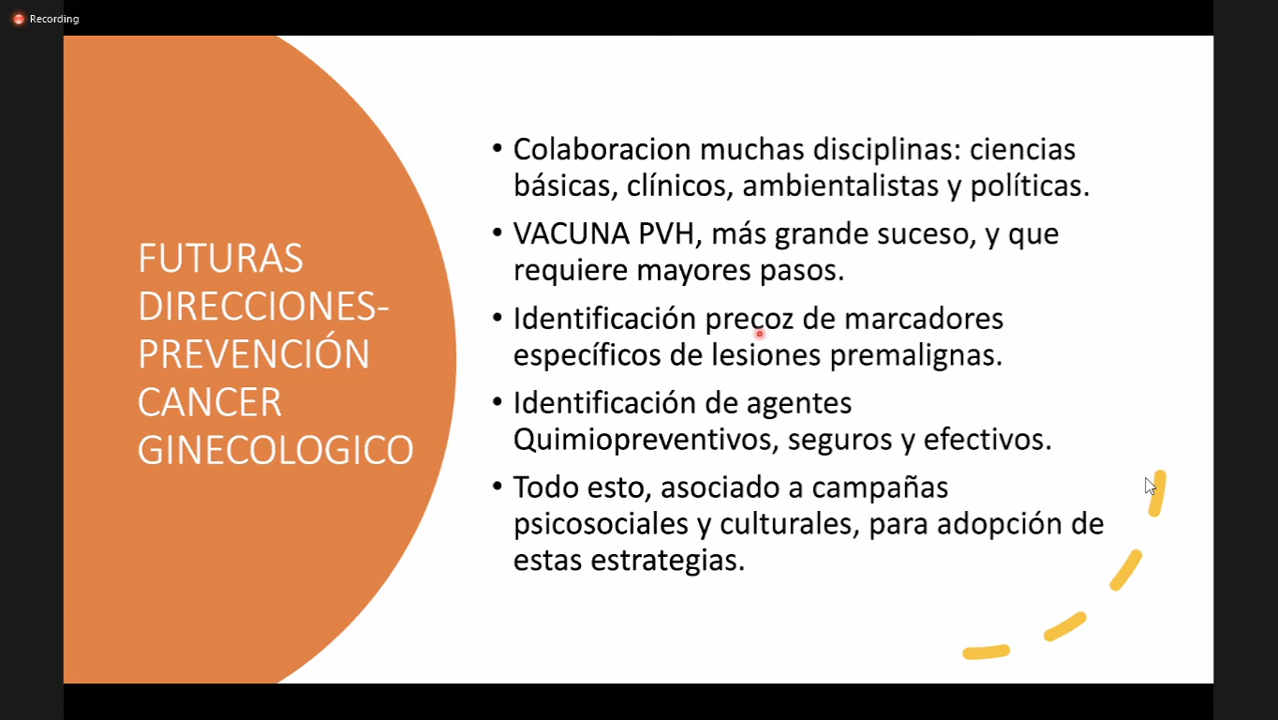 Recording
FUTURAS
DIRECCIONES-
PREVENCIÓN
CANCER
GINECOLOGICO
• Colaboracion muchas disciplinas: ciencias
básicas, clínicos, ambientalistas y políticas.
• VACUNA PVH, más grande suceso, y que
requiere mayores pasos.
• Identificación precoz de marcadores
específicos de lesiones premalignas.
• Identificación de agentes
Quimiopreventivos, seguros y efectivos.
• Todo esto, asociado a campañas
psicosociales y culturales, para adopción de
estas estrategias.